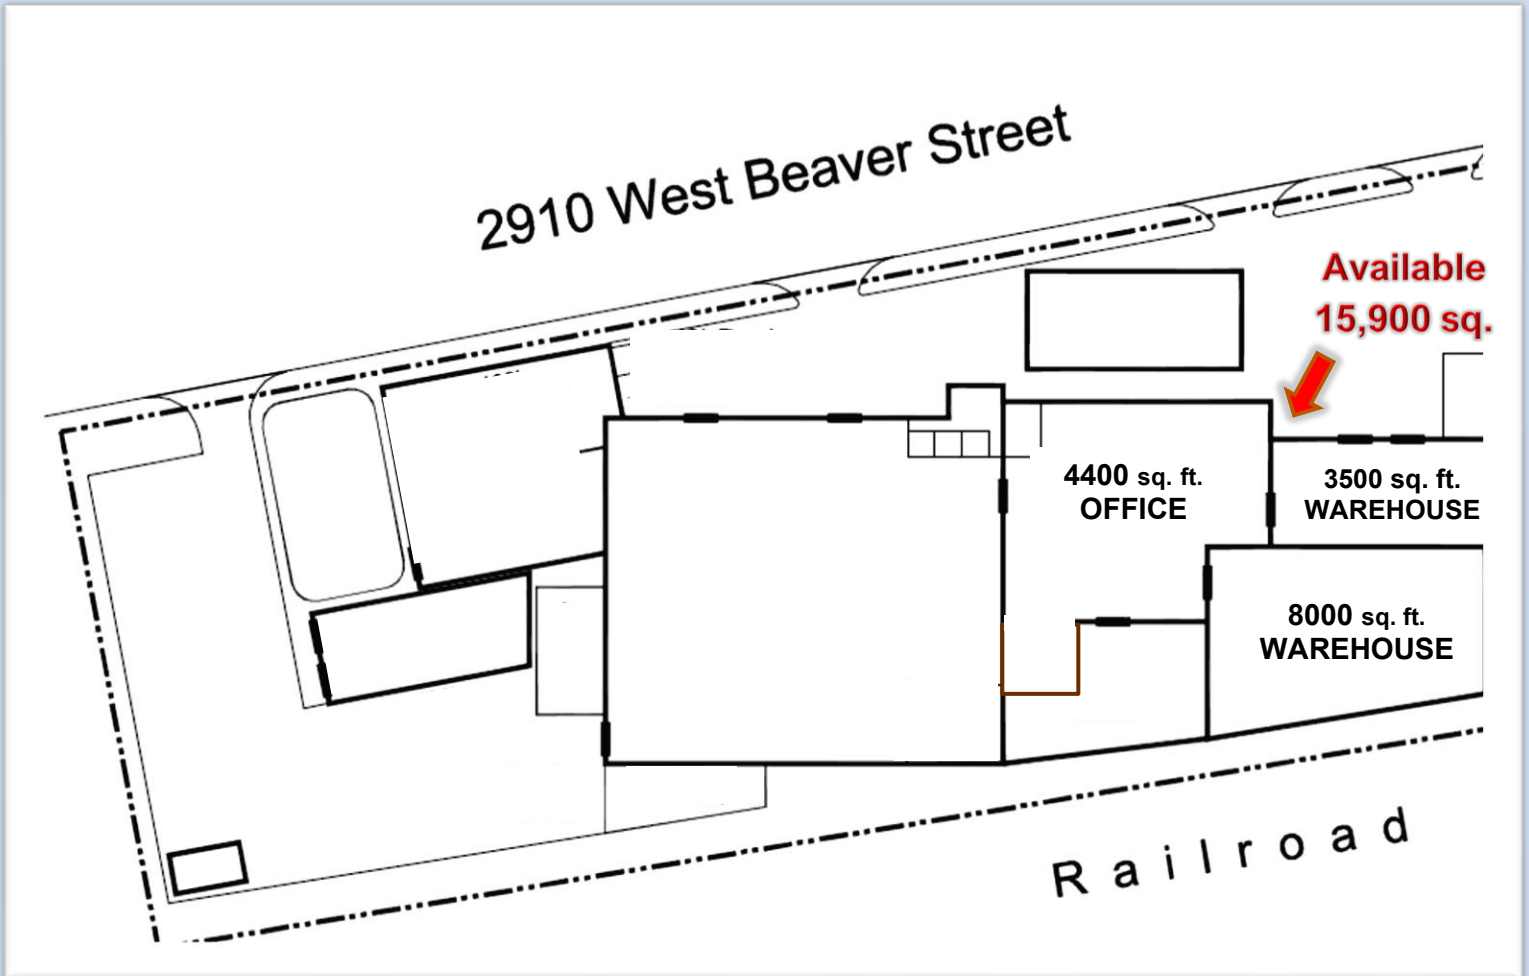 2910 West Beaver Street
Available
15,900 sq.
4400 sq. ft.
OFFICE
3500 sq. ft.
WAREHOUSE
8000 sq. ft.
WAREHOUSE
Railroad